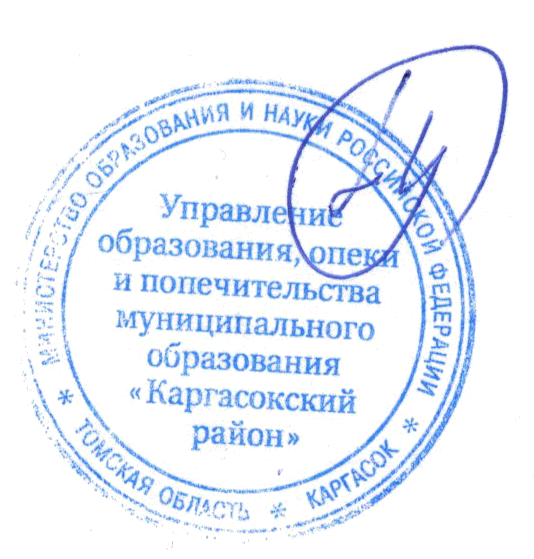 МИНИСТЕРСТВО ОБРАЗОВАНИЯ И НАУКИ РОССИЙСКОЙ ФЕДЕРАЦИИ
* ТОМСКАЯ ОБЛАСТЬ * КАРГАСОК *
Управление
образования, опеки
и попечительства
муниципального
образования
«Каргасокский
район»